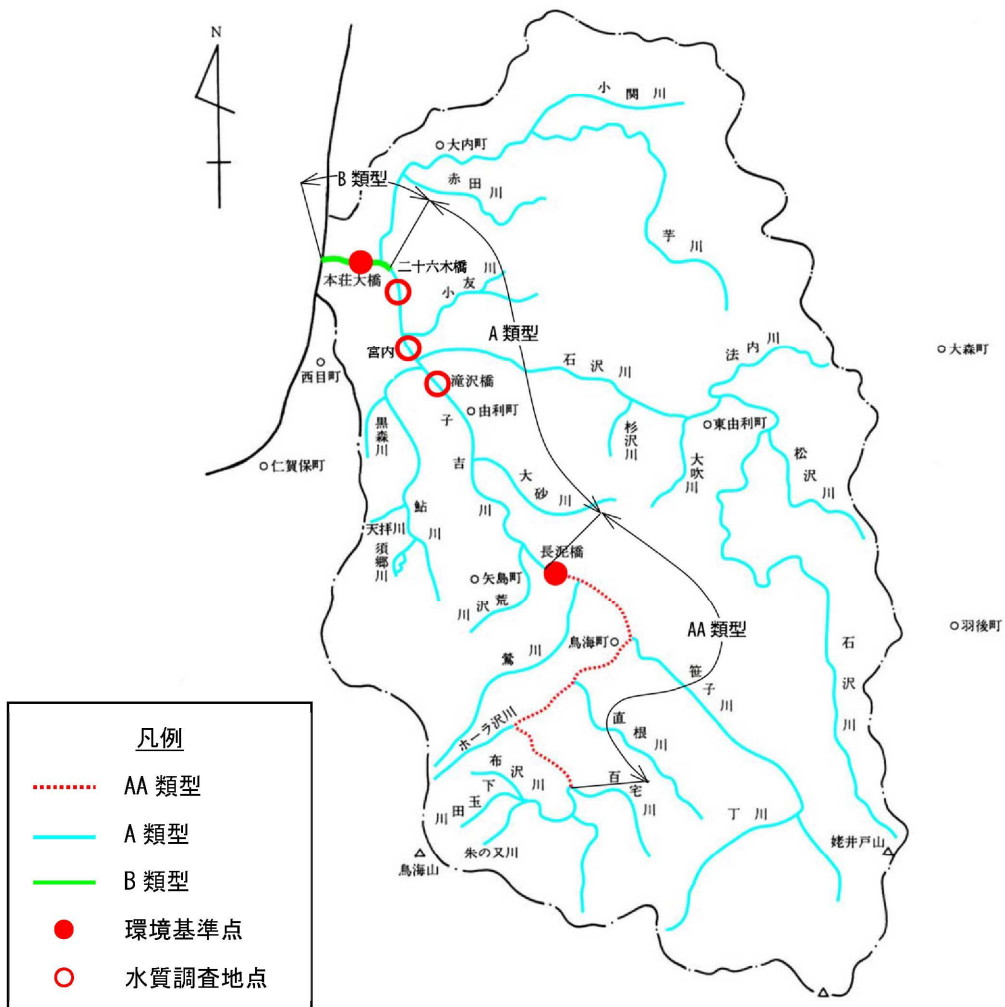 N
小関川
大内町
B 類型
赤田川
芋川
二十六木橋
本荘大橋
小友川
A 類型
宮内
石沢川
法内川
大森町
西目町
滝沢橋
由利町
東由利町
杉沢川
大吹川
松沢川
黒森川
仁賀保町
子吉川
大砂川
鮎川
天拝川
須郷川
長泥橋
矢島町
荒沢川
AA 類型
羽後町
鳥海町
鶯川
笹子川
石沢川
直根川
ホーラ沢川
百宅川
布沢川
下玉田川
丁川
朱の又川
鳥海山
姥井戸山
凡例
AA 類型
A 類型
B 類型
環境基準点
水質調査地点